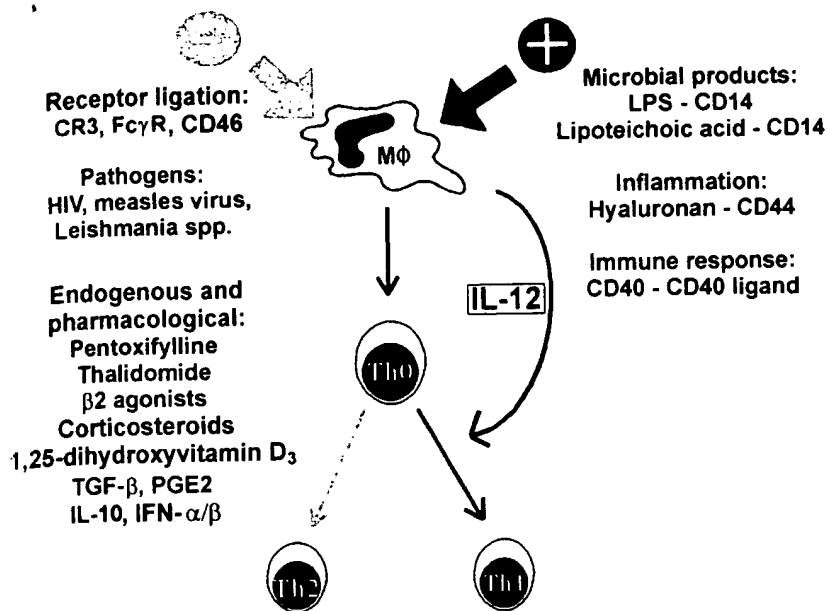 Receptor ligation:
CR3, FcγR, CD46
Pathogens:
HIV, measles virus,
Leishmania spp.
Endogenous and
pharmacological:
Pentoxifylline
Thalidomide
β2 agonists
Corticosteroids
1,25-dihydroxyvitamin D₃
TGF-β, PGE2
IL-10, IFN-α/β
+
Microbial products:
LPS - CD14
Lipoteichoic acid - CD14
Inflammation:
Hyaluronan - CD44
Immune response:
CD40 - CD40 ligand
MΦ
IL-12
Th0
Th2
Th1